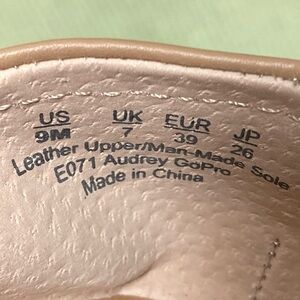 US UK EUR JP
9M 7 39 26
Leather Upper/Man-Made Sole
E071 Audrey GoPro
Made in China